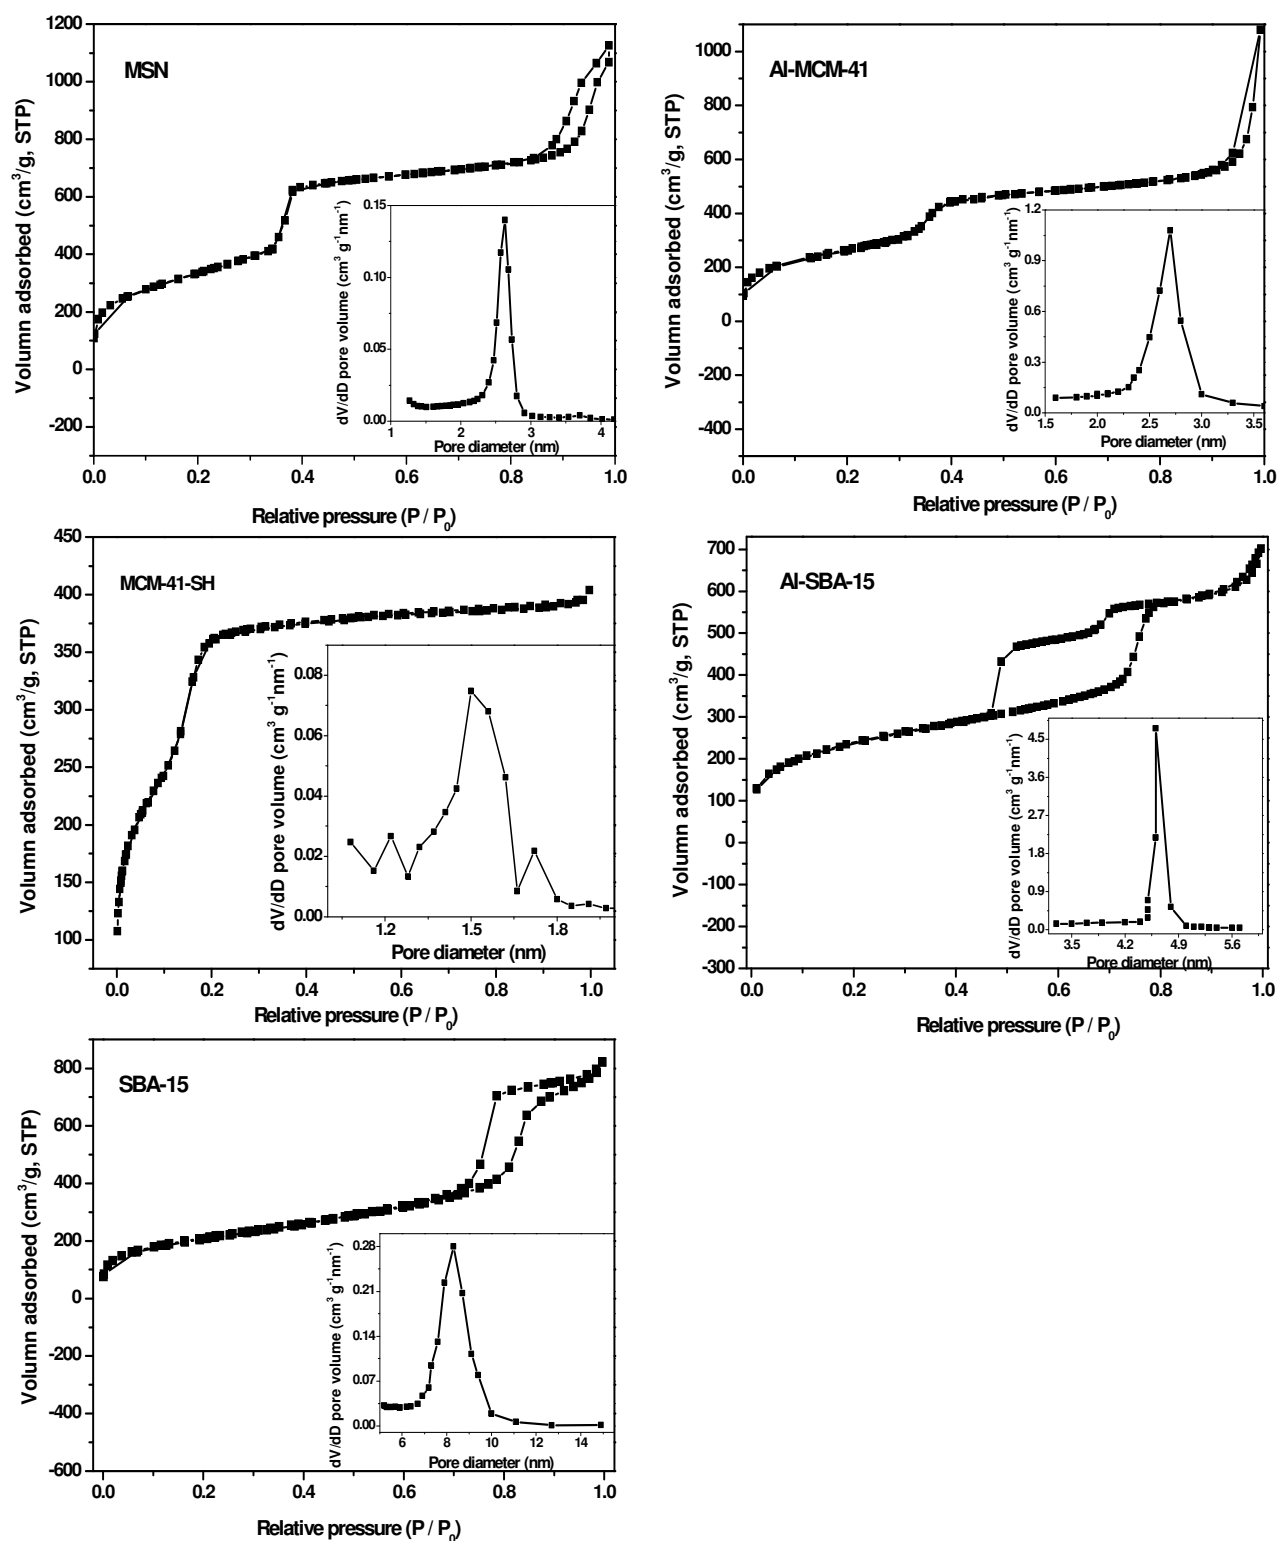 MSN
Volumn adsorbed (cm³/g, STP)
1200
1000
800
600
400
200
0
-200
0.0 0.2 0.4 0.6 0.8 1.0
Relative pressure (P / P₀)
dV/dD pore volume (cm³ g⁻¹nm⁻¹)
0.15
0.10
0.05
0.00
1 2 3 4
Pore diameter (nm)
Al-MCM-41
Volumn adsorbed (cm³/g, STP)
1000
800
600
400
200
0
-200
-400
0.0 0.2 0.4 0.6 0.8 1.0
Relative pressure (P / P₀)
dV/dD pore volume (cm³ g⁻¹nm⁻¹)
1.2
0.9
0.6
0.3
0.0
1.5 2.0 2.5 3.0 3.5
Pore diameter (nm)
MCM-41-SH
Volumn adsorbed (cm³/g, STP)
450
400
350
300
250
200
150
100
0.0 0.2 0.4 0.6 0.8 1.0
Relative pressure (P / P₀)
dV/dD pore volume (cm³ g⁻¹nm⁻¹)
0.08
0.06
0.04
0.02
0.00
1.2 1.5 1.8
Pore diameter (nm)
Al-SBA-15
Volumn adsorbed (cm³/g, STP)
700
600
500
400
300
200
100
0
-100
-200
-300
0.0 0.2 0.4 0.6 0.8 1.0
Relative pressure (P / P₀)
dV/dD pore volume (cm³ g⁻¹nm⁻¹)
4.5
3.6
2.7
1.8
0.9
0.0
3.5 4.2 4.9 5.6
Pore diameter (nm)
SBA-15
Volumn adsorbed (cm³/g, STP)
800
600
400
200
0
-200
-400
-600
0.0 0.2 0.4 0.6 0.8 1.0
Relative pressure (P / P₀)
dV/dD pore volume (cm³ g⁻¹nm⁻¹)
0.28
0.21
0.14
0.07
0.00
6 8 10 12 14
Pore diameter (nm)